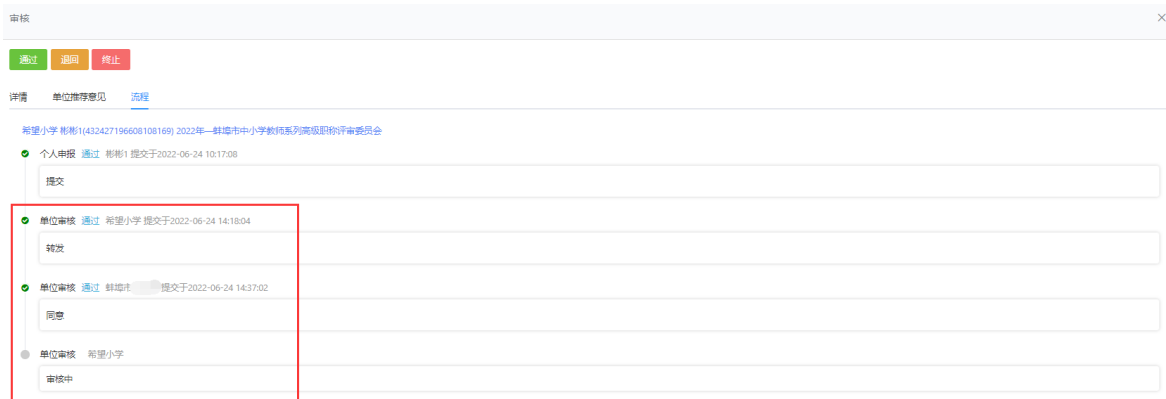 审核
通过 退回 终止
详情 单位推荐意见 流程
希望小学 彬彬1(432427196608108169) 2022年—蚌埠市中小学教师系列高级职称评审委员会
个人申报 通过 彬彬1 提交于2022-06-24 10:17:08
提交
单位审核 通过 希望小学 提交于2022-06-24 14:18:04
转发
单位审核 通过 蚌埠市 提交于2022-06-24 14:37:02
同意
单位审核 希望小学
审核中